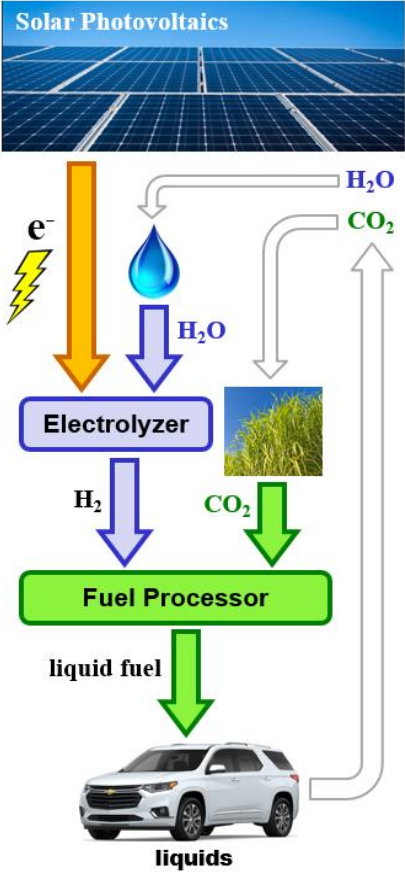 Solar Photovoltaics
H₂O
CO₂
e⁻
H₂O
Electrolyzer
H₂
CO₂
Fuel Processor
liquid fuel
liquids